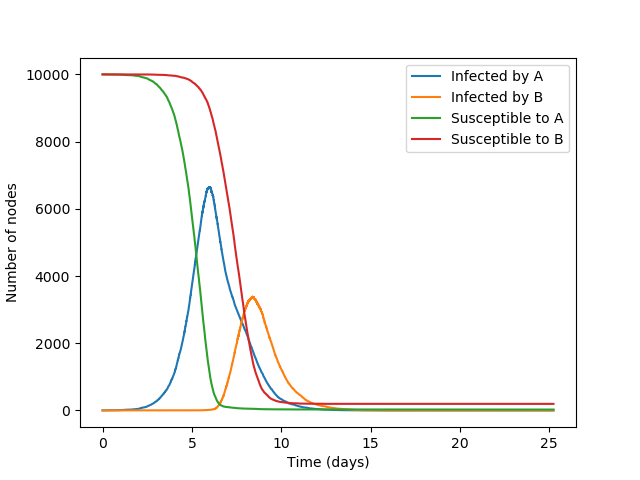 Infected by A
Infected by B
Susceptible to A
Susceptible to B
Number of nodes
10000
8000
6000
4000
2000
0
0 5 10 15 20 25
Time (days)